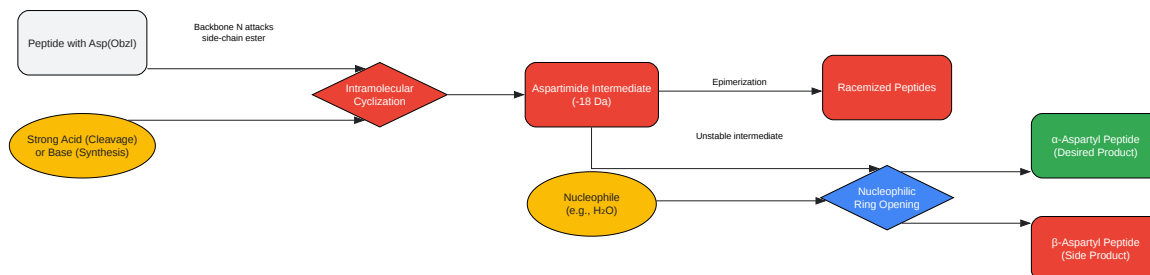 Peptide with Asp(Obzl)
Backbone N attacks
side-chain ester
Strong Acid (Cleavage)
or Base (Synthesis)
Intramolecular
Cyclization
Aspartimide Intermediate
(-18 Da)
Epimerization
Racemized Peptides
Unstable intermediate
Nucleophile
(e.g., H₂O)
Nucleophilic
Ring Opening
α-Aspartyl Peptide
(Desired Product)
β-Aspartyl Peptide
(Side Product)